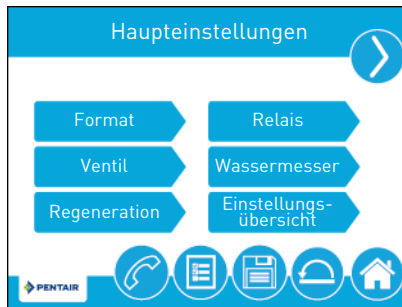 Haupteinstellungen
Format
Relais
Ventil
Wassermesser
Regeneration
Einstellungs-
übersicht
PENTAIR